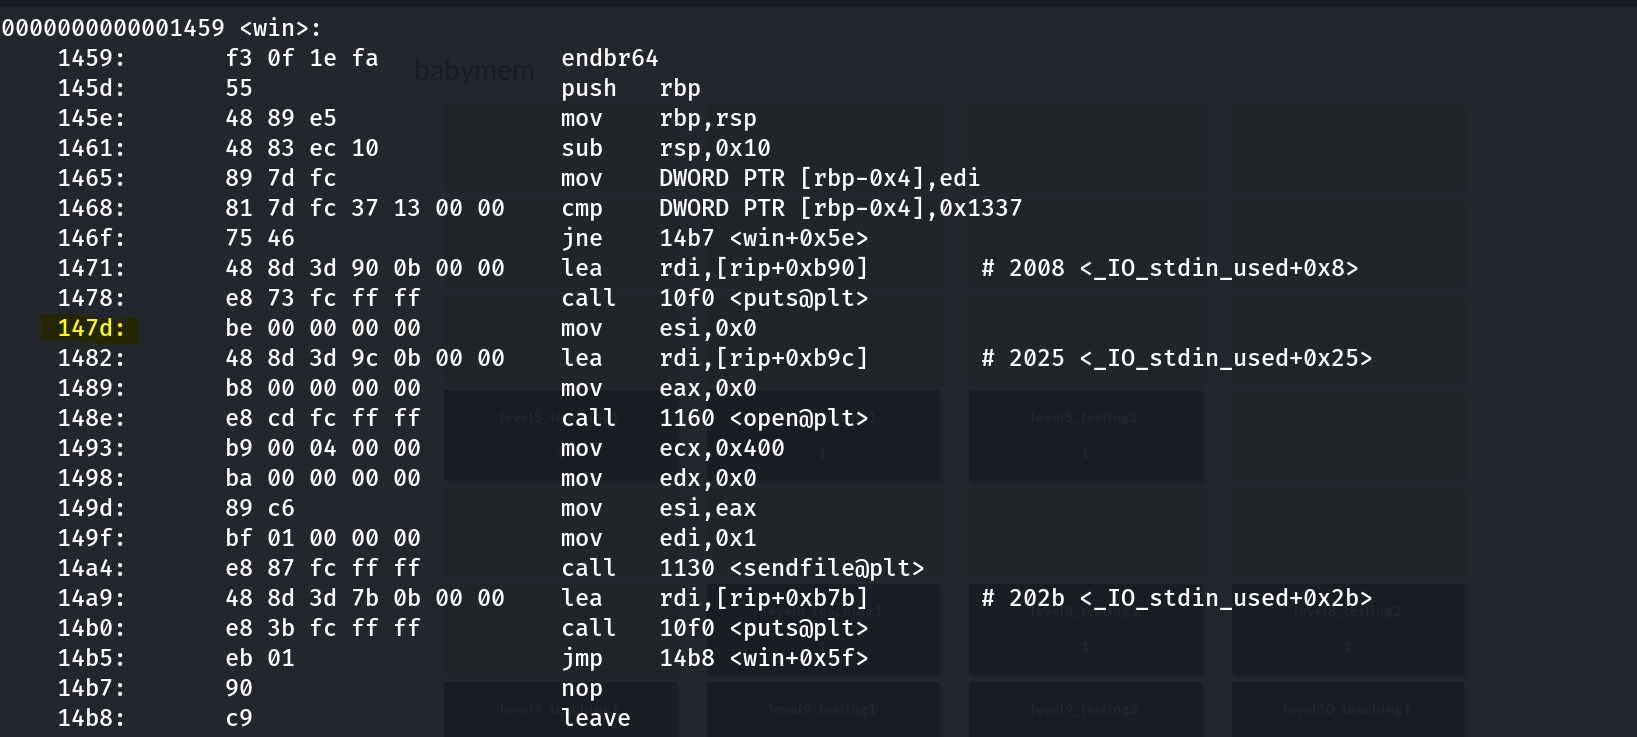 0000000000001459 <win>:
1459: f3 0f 1e fa endbr64
babymem
145d: 55 push rbp
145e: 48 89 e5 mov rbp,rsp
1461: 48 83 ec 10 sub rsp,0x10
1465: 89 7d fc mov DWORD PTR [rbp-0x4],edi
1468: 81 7d fc 37 13 00 00 cmp DWORD PTR [rbp-0x4],0x1337
146f: 75 46 jne 14b7 <win+0x5e>
1471: 48 8d 3d 90 0b 00 00 lea rdi,[rip+0xb90] # 2008 <_IO_stdin_used+0x8>
1478: e8 73 fc ff ff call 10f0 <puts@plt>
147d: be 00 00 00 00 mov esi,0x0
1482: 48 8d 3d 9c 0b 00 00 lea rdi,[rip+0xb9c] # 2025 <_IO_stdin_used+0x25>
1489: b8 00 00 00 00 mov eax,0x0
148e: e8 cd fc ff ff call 1160 <open@plt>
level5_testing2
1493: b9 00 04 00 00 mov ecx,0x400
1
1498: ba 00 00 00 00 mov edx,0x0
149d: 89 c6 mov esi,eax
149f: bf 01 00 00 00 mov edi,0x1
14a4: e8 87 fc ff ff call 1130 <sendfile@plt>
14a9: 48 8d 3d 7b 0b 00 00 lea rdi,[rip+0xb7b] # 202b <_IO_stdin_used+0x2b>
14b0: e8 3b fc ff ff call 10f0 <puts@plt>
1 1
14b5: eb 01 jmp 14b8 <win+0x5f>
14b7: 90 nop
14b8: c9 leave
level9_testing1 level9_testing2 level10_teaching1